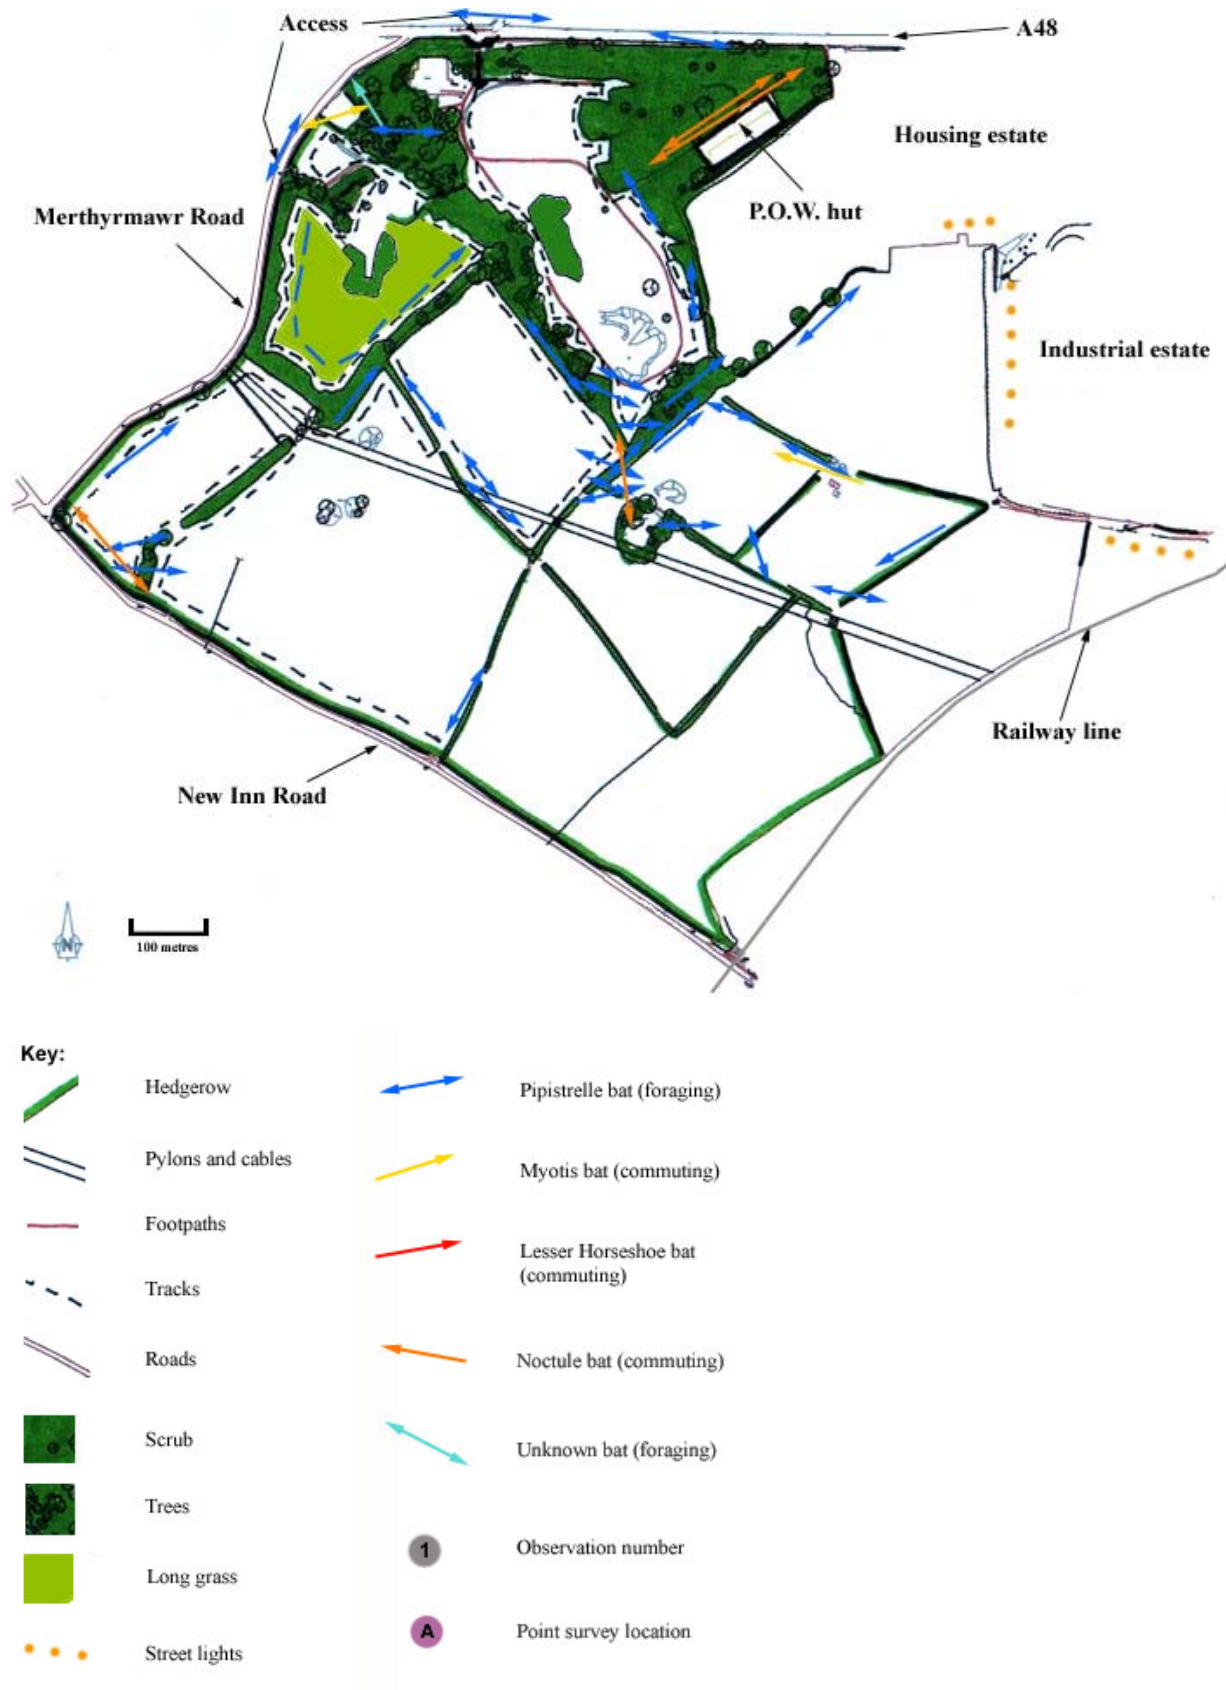 Access
A48
Housing estate
P.O.W. hut
Merthyrmawr Road
Industrial estate
Railway line
New Inn Road
N
100 metres
Key:
Hedgerow
Pipistrelle bat (foraging)
Pylons and cables
Myotis bat (commuting)
Footpaths
Lesser Horseshoe bat
(commuting)
Tracks
Roads
Noctule bat (commuting)
Scrub
Unknown bat (foraging)
Trees
1
Observation number
Long grass
A
Point survey location
Street lights